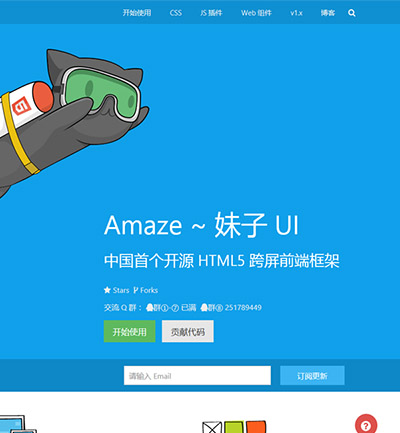 开始使用 CSS JS 插件 Web 组件 v1.x 博客
Amaze ~ 妹子 UI
中国首个开源 HTML5 跨屏前端框架
Stars Forks
交流 Q 群： 群①-⑦ 已满 群⑧ 251789449
开始使用 贡献代码
请输入 Email 订阅更新